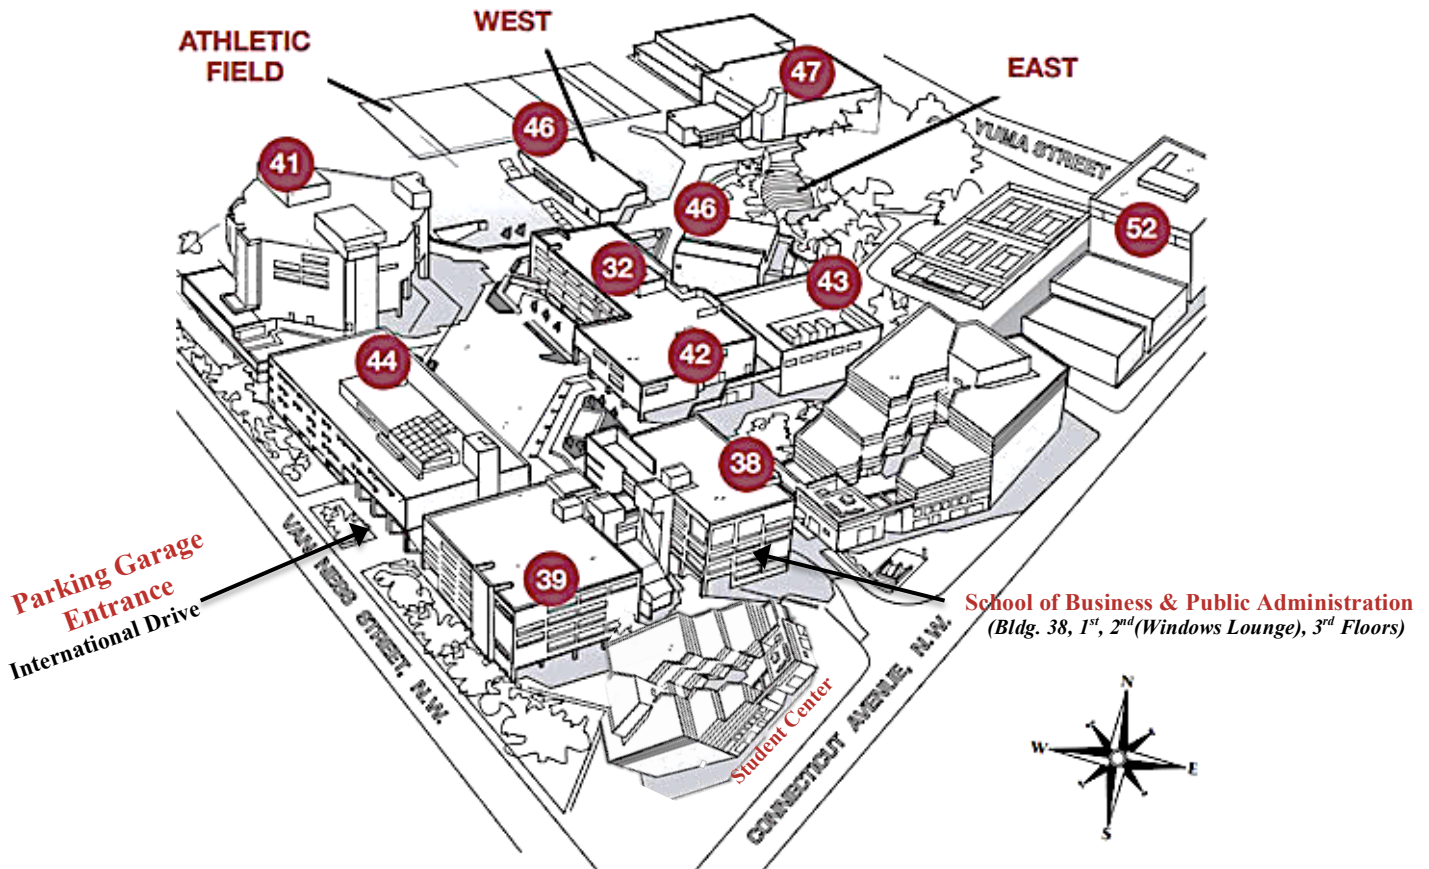 WEST
ATHLETIC
FIELD
EAST
47
46
YUMA STREET
41
46
52
32
43
42
44
38
39
VAN NESS STREET, N.W.
Parking Garage
Entrance
International Drive
School of Business & Public Administration
(Bldg. 38, 1st, 2nd(Windows Lounge), 3rd Floors)
Student Center
CONNECTICUT AVENUE, N.W.
N
W
E
S